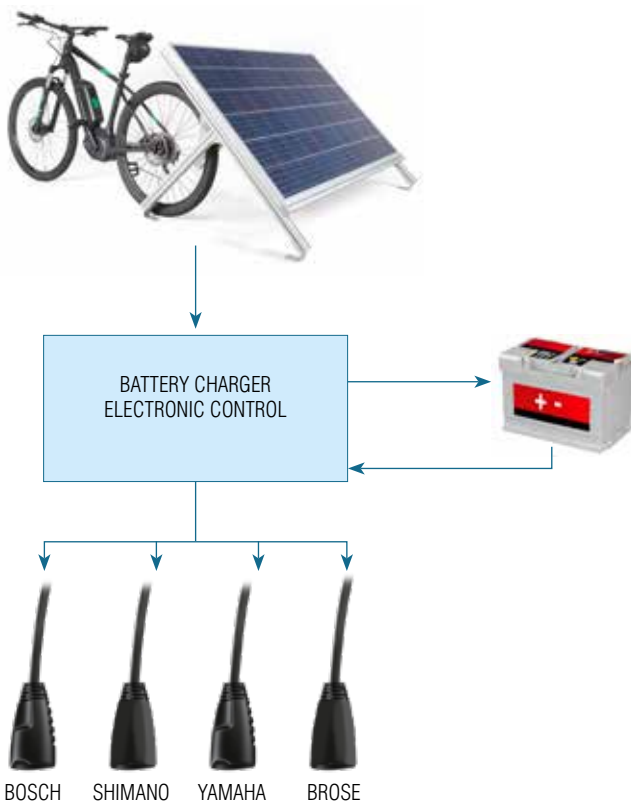 BATTERY CHARGER
ELECTRONIC CONTROL
+ -
BOSCH SHIMANO YAMAHA BROSE